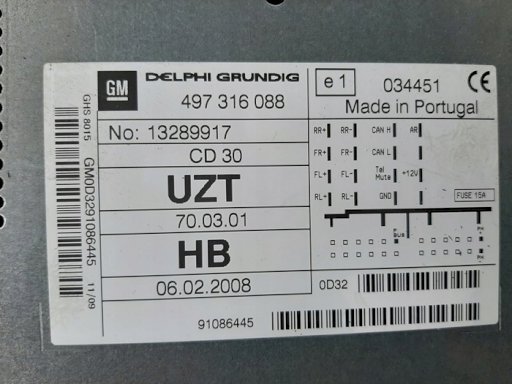 GM DELPHI GRUNDIG e1 034451 CE
497 316 088 Made in Portugal
GHS 8015
GM0D3291086445
11/09
No: 13289917
CD 30
UZT
70.03.01
HB
06.02.2008
91086445
RR+ RR- CAN H AR
FR+ FR- CAN L
FL+ FL- Tel Mute +12V
RL+ RL- GND FUSE 15A
0D32